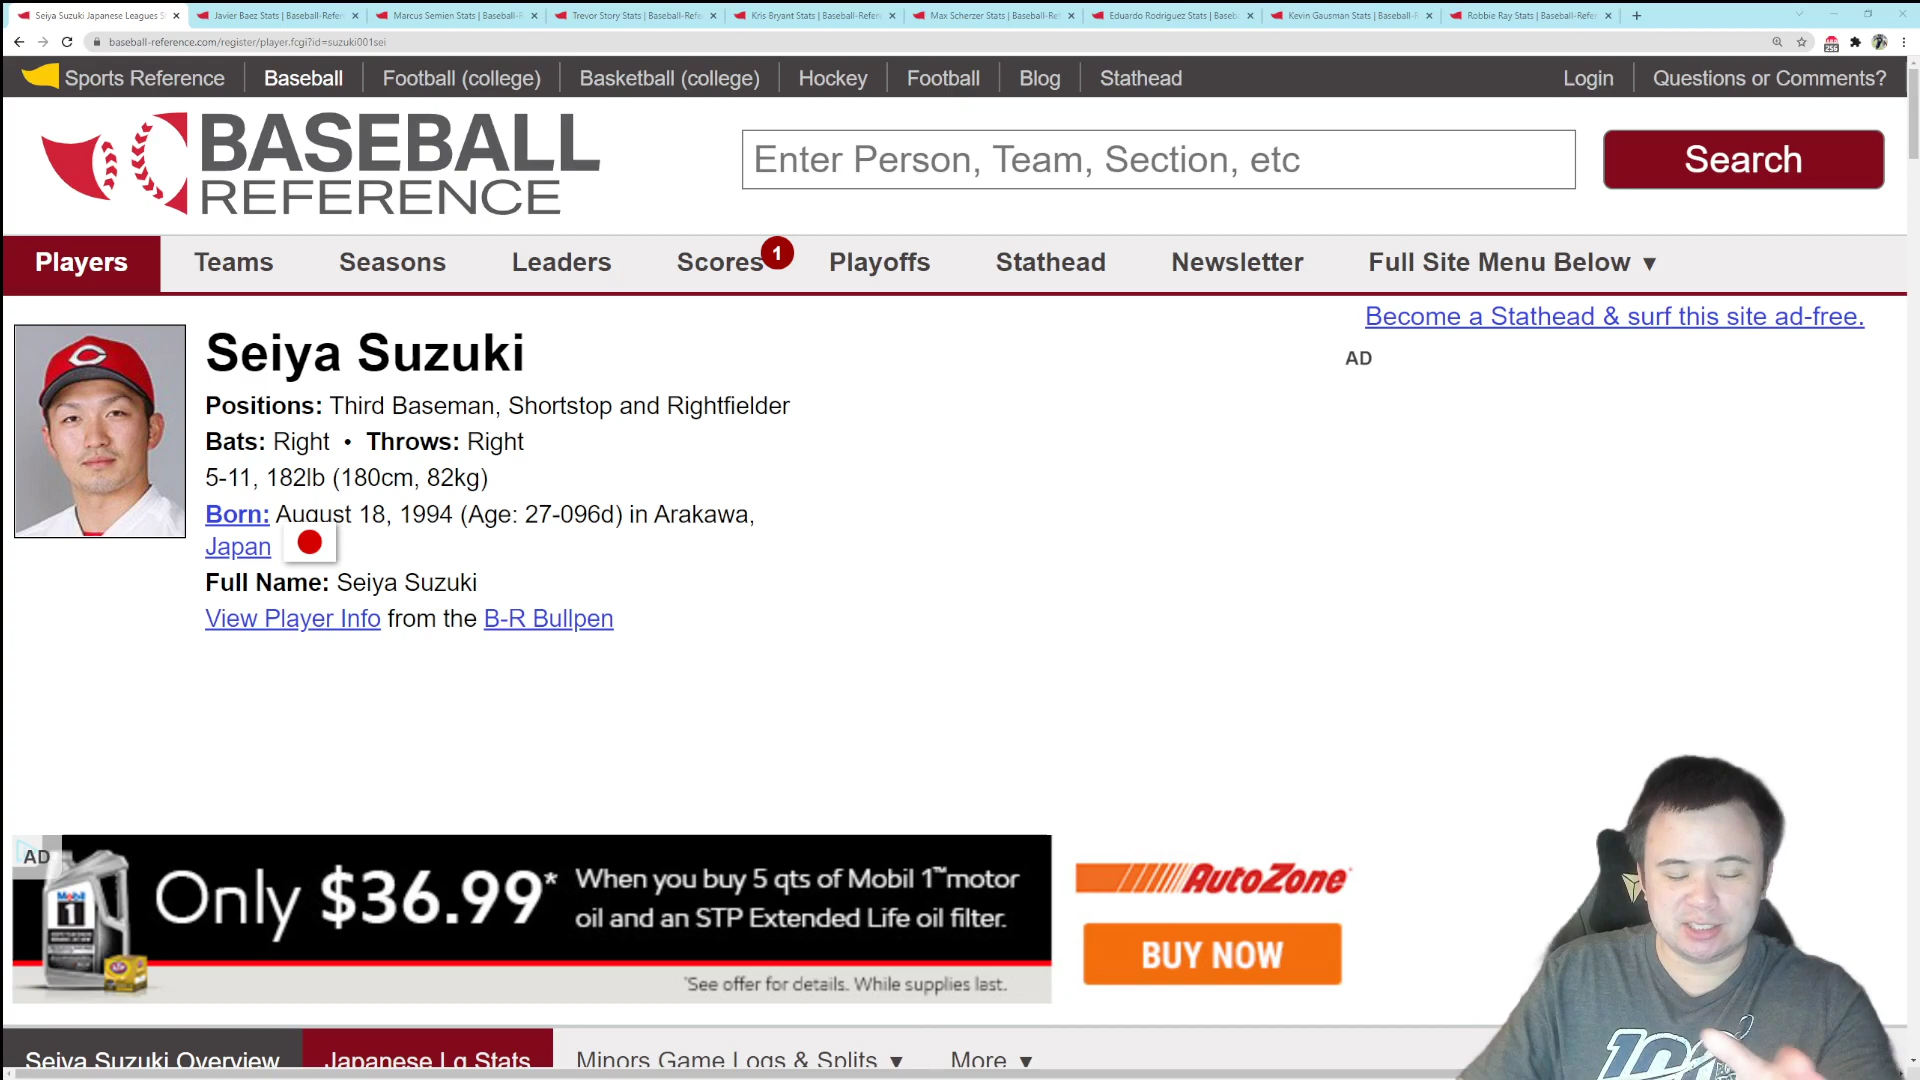 Seiya Suzuki Japanese Leagues S
Javier Baez Stats | Baseball-Refer
Marcus Semien Stats | Baseball-R
Trevor Story Stats | Baseball-Refe
Kris Bryant Stats | Baseball-Refere
Max Scherzer Stats | Baseball-Ref
Eduardo Rodriguez Stats | Baseb
Kevin Gausman Stats | Baseball-R
Robbie Ray Stats | Baseball-Refer
baseball-reference.com/register/player.fcgi?id=suzuki001sei
256
Sports Reference Baseball Football (college) Basketball (college) Hockey Football Blog Stathead Login Questions or Comments?
BASEBALL
REFERENCE
Enter Person, Team, Section, etc
Search
Players Teams Seasons Leaders Scores 1 Playoffs Stathead Newsletter Full Site Menu Below ▼
Become a Stathead & surf this site ad-free.
AD
Seiya Suzuki
Positions: Third Baseman, Shortstop and Rightfielder
Bats: Right • Throws: Right
5-11, 182lb (180cm, 82kg)
Born: August 18, 1994 (Age: 27-096d) in Arakawa,
Japan
Full Name: Seiya Suzuki
View Player Info from the B-R Bullpen
AD
Mobil
1
Only $36.99*
When you buy 5 qts of Mobil 1™ motor
oil and an STP Extended Life oil filter.
*See offer for details. While supplies last.
AutoZone
BUY NOW
Seiya Suzuki Overview Japanese Lg Stats Minors Game Logs & Splits ▼ More ▼